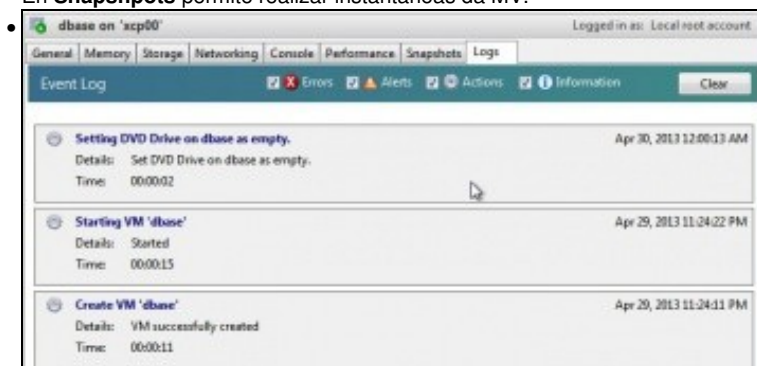 En Snapshpots permite realizar instantáneas da MV.
dbase on 'xcp00' Logged in as: Local root account
General Memory Storage Networking Console Performance Snapshots Logs
Event Log Errors Alerts Actions Information Clear
Setting DVD Drive on dbase as empty. Apr 30, 2013 12:00:13 AM
Details: Set DVD Drive on dbase as empty.
Time: 00:00:02
Starting VM 'dbase' Apr 29, 2013 11:24:22 PM
Details: Started
Time: 00:00:15
Create VM 'dbase' Apr 29, 2013 11:24:11 PM
Details: VM successfully created
Time: 00:00:11